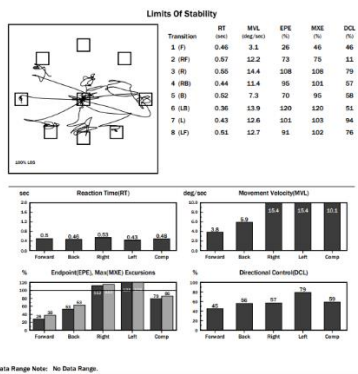 Limits Of Stability
Transition RT (sec) MVL (deg/sec) EPE (%) MXE (%) DCL (%)
1 (F) 0.46 3.1 26 46 46
2 (RF) 0.57 12.2 73 75 11
3 (R) 0.55 14.4 108 108 79
4 (RB) 0.44 11.4 95 101 57
5 (B) 0.52 7.3 70 95 58
6 (LB) 0.36 13.9 120 120 51
7 (L) 0.43 12.6 101 103 94
8 (LF) 0.51 12.7 91 102 76
100% LOS
sec Reaction Time(RT)
0.5 0.46 0.53 0.43 0.48
Forward Back Right Left Comp
deg/sec Movement Velocity(MVL)
3.8 5.9 15.4 15.4 10.1
Forward Back Right Left Comp
% Endpoint(EPE), Max(MXE) Excursions
Forward Back Right Left Comp
% Directional Control(DCL)
45 56 57 79 59
Forward Back Right Left Comp
ata Range Note: No Data Range.